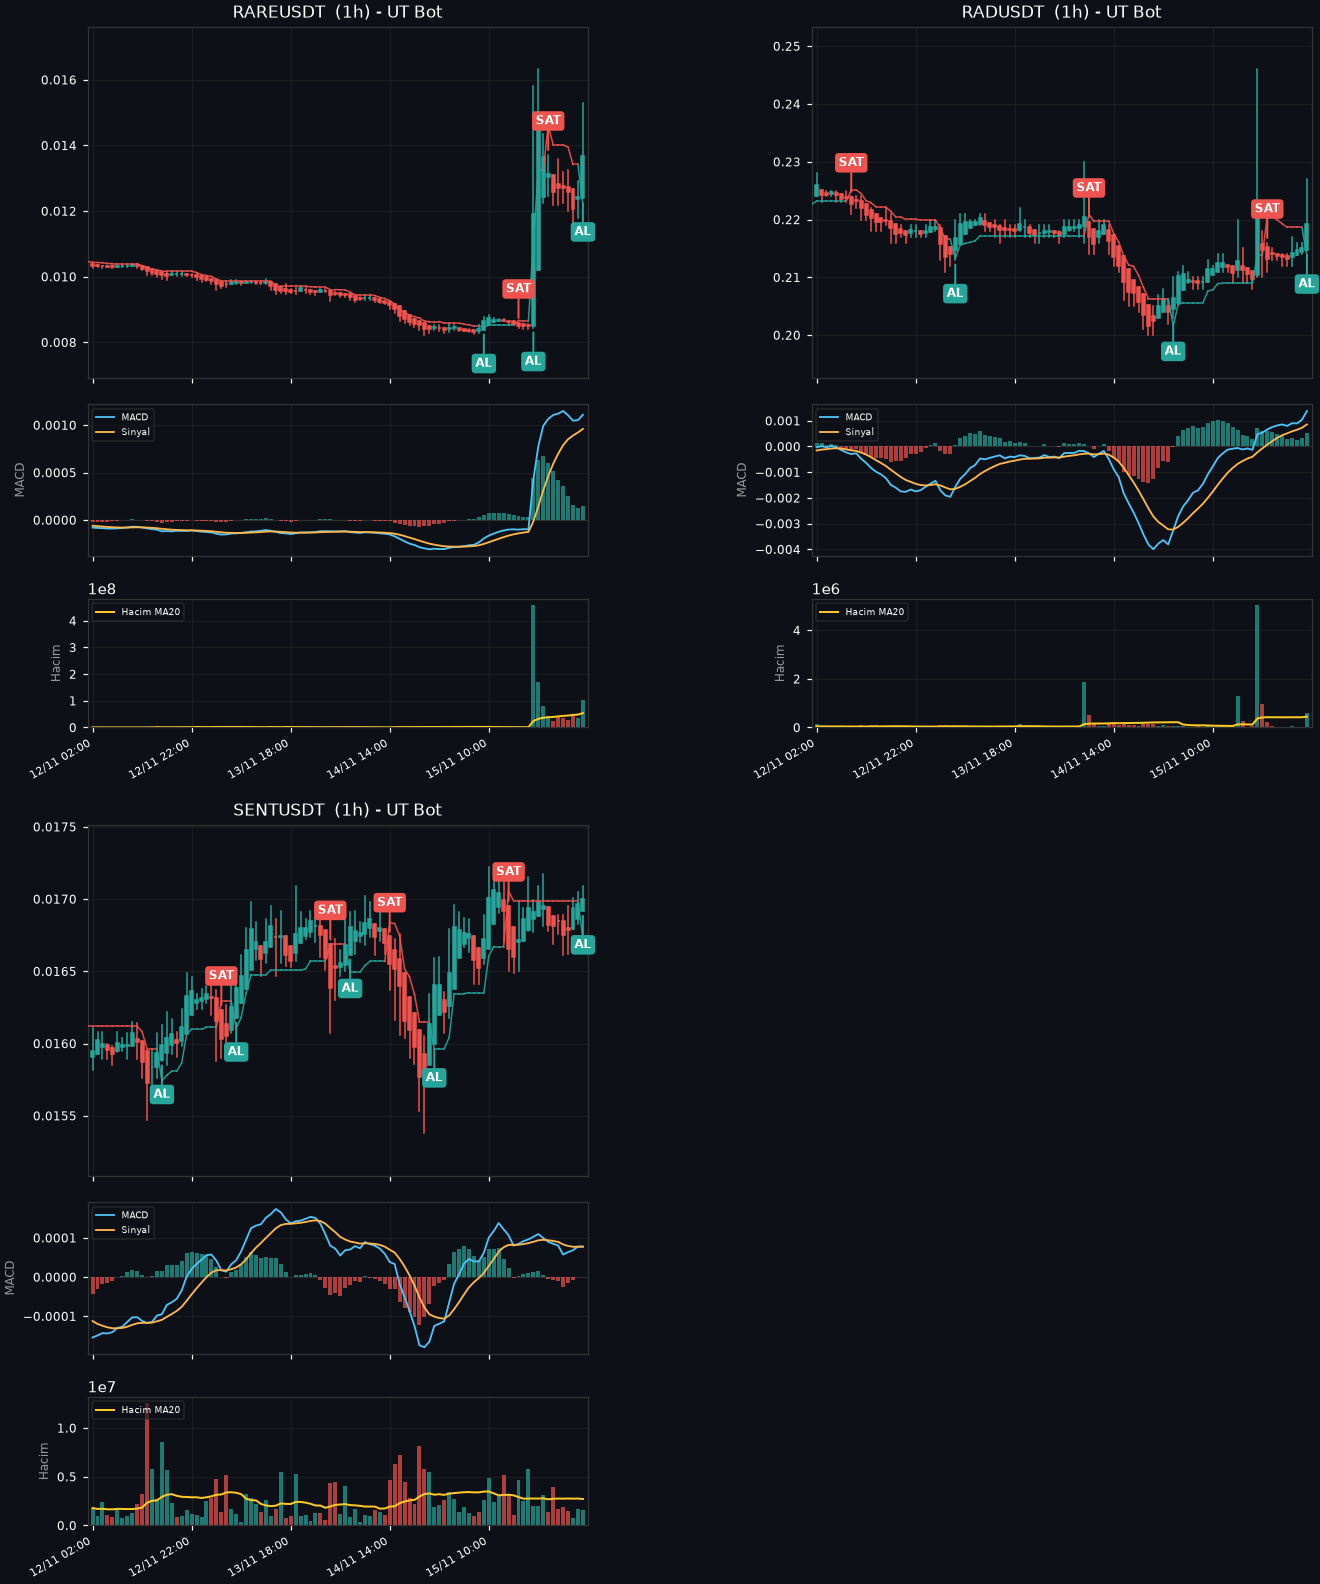 RAREUSDT  (1h) - UT Bot
0.016
0.014
0.012
0.010
0.008
SAT
SAT
AL
AL
AL
MACD
Sinyal
MACD
0.0010
0.0005
0.0000
1e8
Hacim MA20
Hacim
4
3
2
1
0
12/11 02:00
12/11 22:00
13/11 18:00
14/11 14:00
15/11 10:00
RADUSDT  (1h) - UT Bot
0.25
0.24
0.23
0.22
0.21
0.20
SAT
SAT
SAT
AL
AL
AL
MACD
Sinyal
MACD
0.001
0.000
−0.001
−0.002
−0.003
−0.004
1e6
Hacim MA20
Hacim
4
2
0
12/11 02:00
12/11 22:00
13/11 18:00
14/11 14:00
15/11 10:00
SENTUSDT  (1h) - UT Bot
0.0175
0.0170
0.0165
0.0160
0.0155
SAT
SAT
SAT
SAT
AL
AL
AL
AL
AL
MACD
Sinyal
MACD
0.0001
0.0000
−0.0001
1e7
Hacim MA20
Hacim
1.0
0.5
0.0
12/11 02:00
12/11 22:00
13/11 18:00
14/11 14:00
15/11 10:00